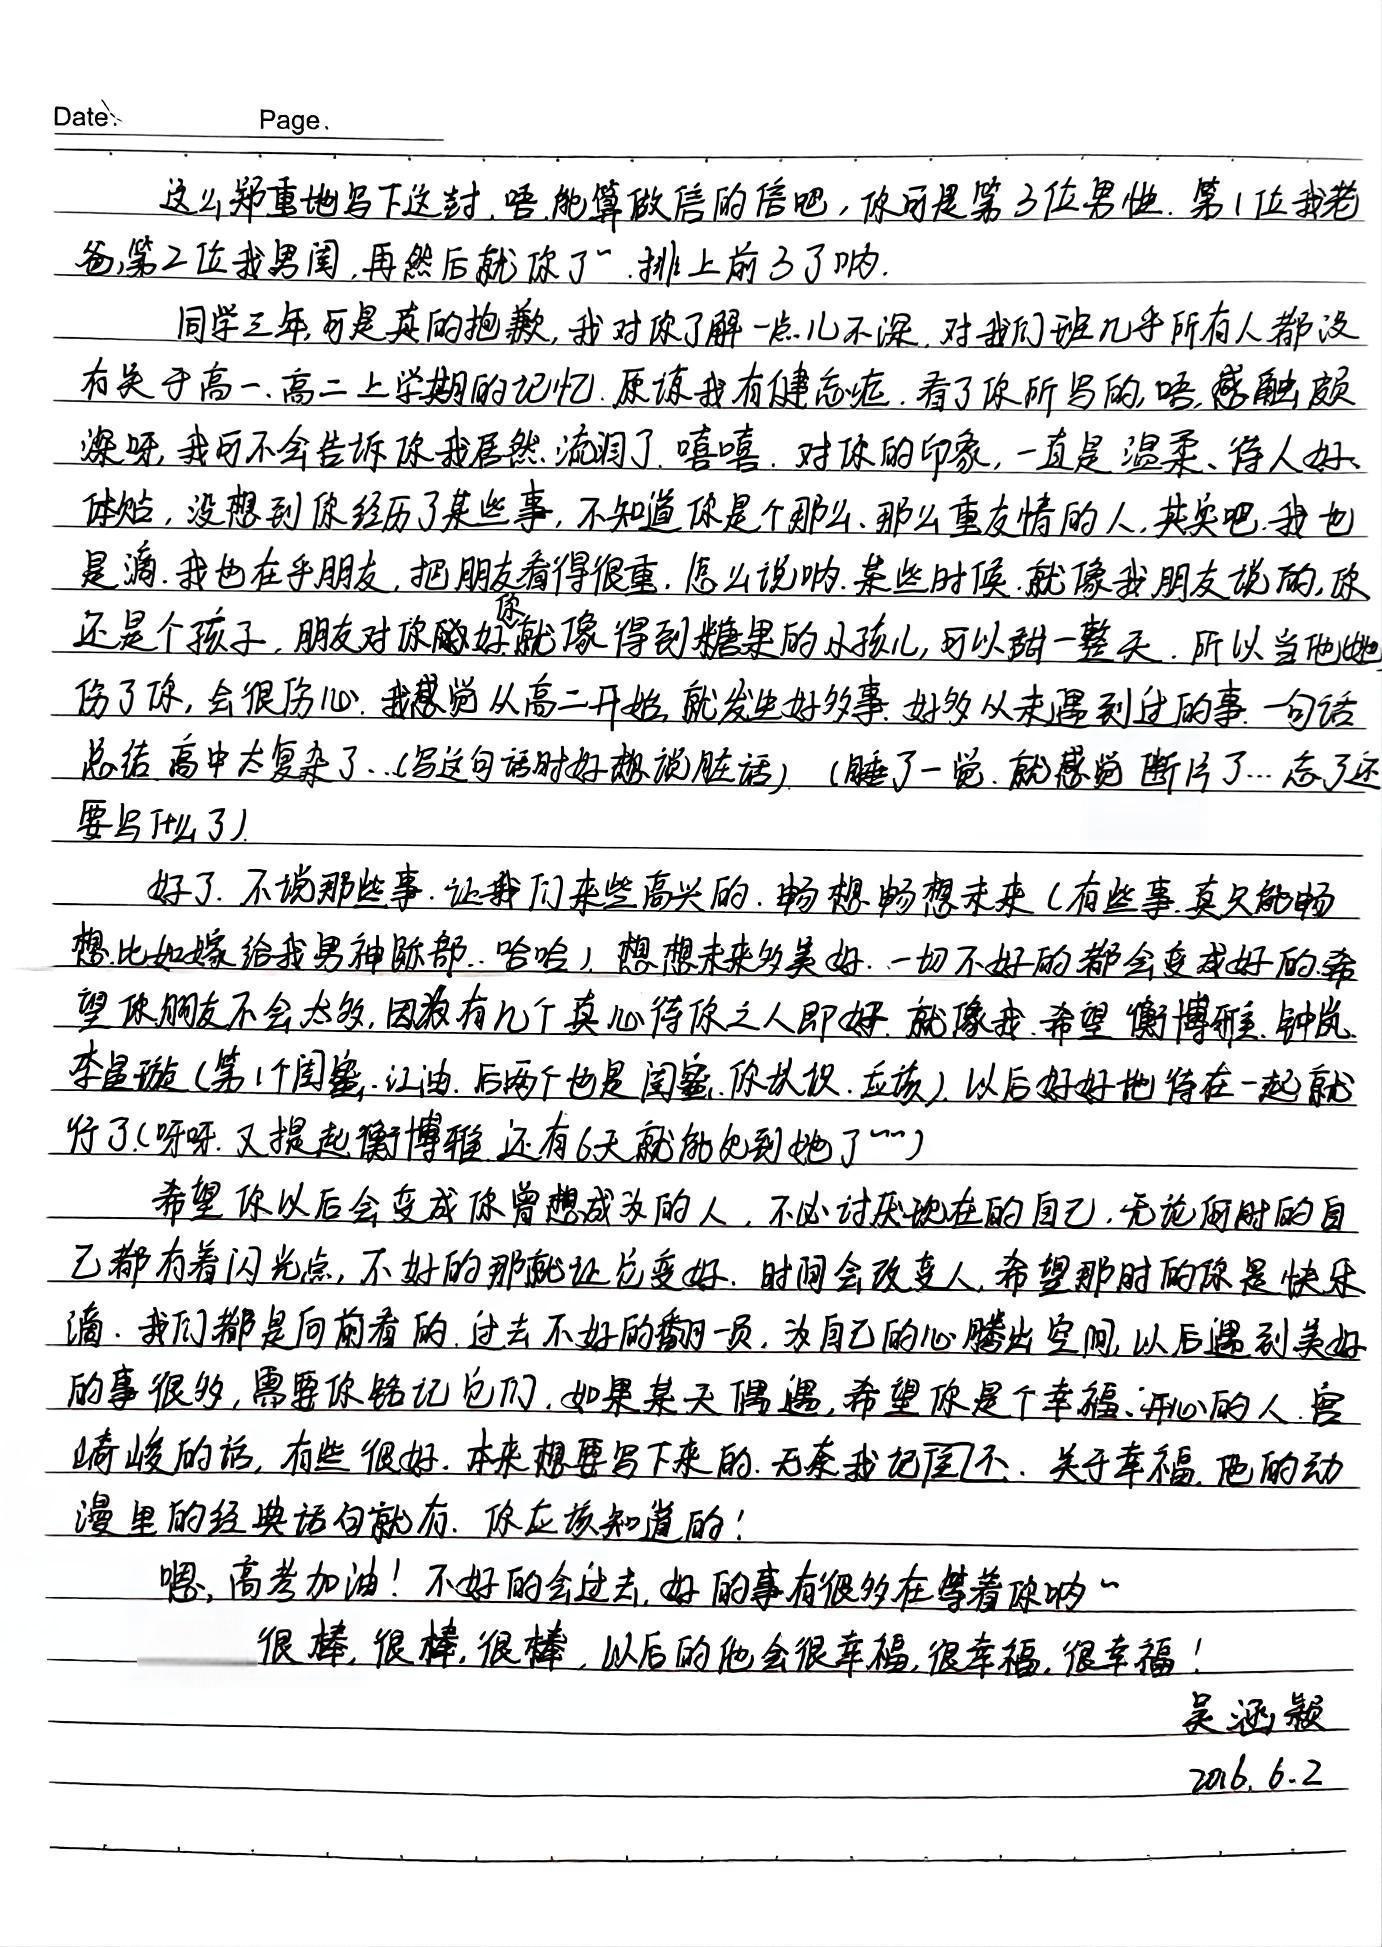 Date:
Page.
这么郑重地写下这封、唔、能算做信的信吧，你可是第3位男性．第1位我老
爸，第2位我男闺，再然后就你了~．排上前3了呐．
同学三年，可是真的抱歉，我对你了解一点儿不深．对我们班几乎所有人都没
有关于高一、高二上学期的记忆．原谅我有健忘症．看了你所写的，唔，感触颇
深呀，我可不会告诉你我居然．流泪了．嘻嘻．对你的印象，一直是温柔、待人好、
体贴，没想到你经历了某些事，不知道你是个那么、那么重友情的人，其实吧．我也
是滴．我也在乎朋友，把朋友看得很重．怎么说呐．某些时候．就像我朋友说的，你
还是个孩子．朋友对你好你就像得到糖果的小孩儿，可以甜一整天．所以当他她
伤了你，会很伤心．我感觉从高二开始，就发生好多事．好多从未遇到过的事．一句话
总结．高中太复杂了…（写这句话时好想说脏话）（睡了一觉．就感觉断片了…忘了还
要写什么了）．
好了．不说那些事．让我们来些高兴的．畅想畅想未来（有些事．真只能畅
想．比如嫁给我男神 部．．哈哈）．想想未来多美好．一切不好的都会变成好的．希
望你朋友不会太多，因为有几个真心待你之人即好．就像我．希望衡博雅．钟岚．
李昱璇（第1个闺蜜．江油．后两个也是闺蜜．你认识．应该）．以后好好地待在一起就
行了（呀呀．又提起衡博雅．还有6天就能见到她了~~~）
希望你以后会变成你曾想成为的人，不必讨厌现在的自己．无论何时的自
己都有着闪光点，不好的那就让它变好．时间会改变人．希望那时的你是快乐
滴．我们都是向前看的．过去不好的翻一页，为自己的心腾出空间，以后遇到美好
的事很多，需要你铭记它们．如果某天偶遇，希望你是个幸福、开心的人．宫
崎峻的话，有些很好．本来想要写下来的．无奈我记住不．关于幸福．他的动
漫里的经典话句就有．你应该知道的！
嗯，高考加油！不好的会过去．好的事有很多在等着你呐~
很棒，很棒，很棒，以后的他会很幸福，很幸福，很幸福！
吴涵颖
2016．6．2